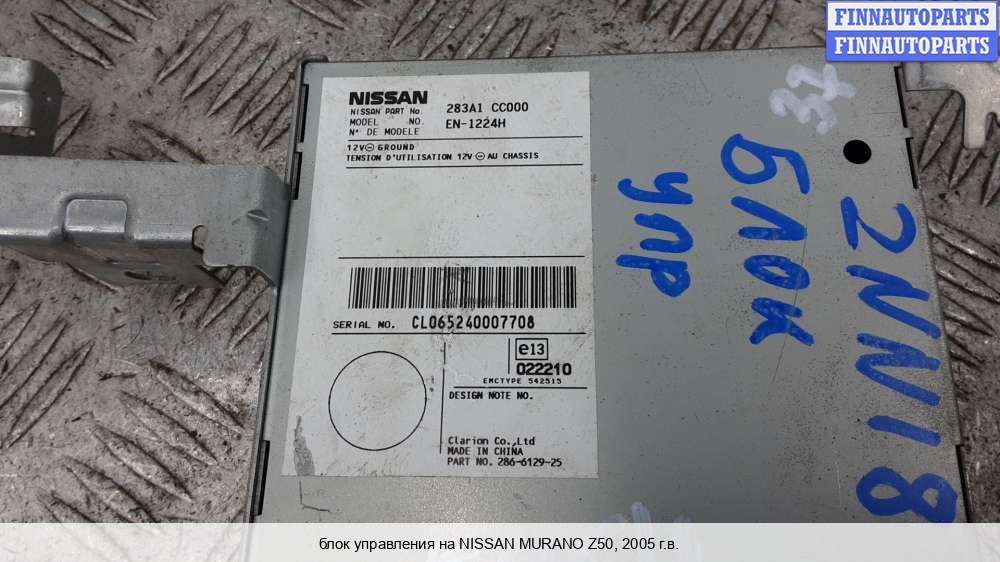 FINNAUTOPARTS
FINNAUTOPARTS
NISSAN
NISSAN PART No. 283A1 CC000
MODEL NO. EN-1224H
N° DE MODELE
12V⊖ GROUND
TENSION D'UTILISATION 12V ⊖ AU CHASSIS
SERIAL NO. CL065240007708
e13
022210
EMCTYPE 542515
DESIGN NOTE NO.
Clarion Co.,Ltd
MADE IN CHINA
PART NO. 286-6129-25
БЛОК
упр
2NN18
блок управления на NISSAN MURANO Z50, 2005 г.в.